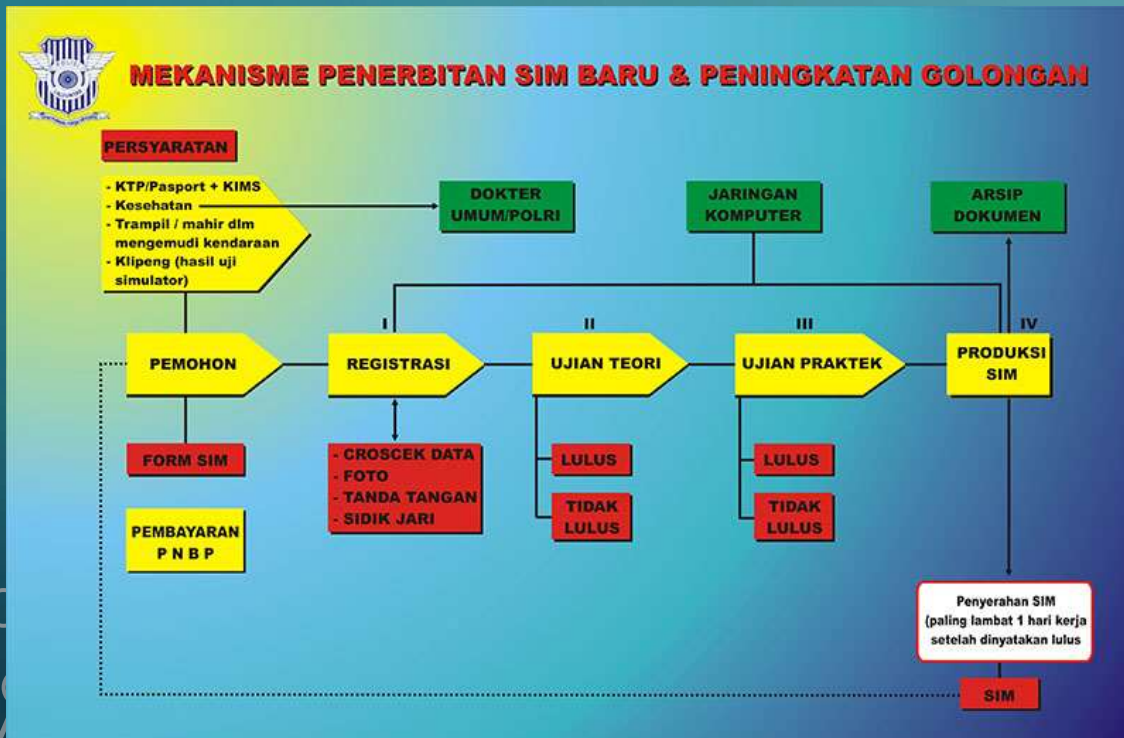 MEKANISME PENERBITAN SIM BARU & PENINGKATAN GOLONGAN
PERSYARATAN
- KTP/Pasport + KIMS
- Kesehatan
- Trampil / mahir dlm
mengemudi kendaraan
- Klipeng (hasil uji
simulator)
DOKTER
UMUM/POLRI
JARINGAN
KOMPUTER
ARSIP
DOKUMEN
I
II
III
IV
PEMOHON
REGISTRASI
UJIAN TEORI
UJIAN PRAKTEK
PRODUKSI
SIM
FORM SIM
- CROSCEK DATA
- FOTO
- TANDA TANGAN
- SIDIK JARI
LULUS
TIDAK
LULUS
LULUS
TIDAK
LULUS
PEMBAYARAN
P N B P
Penyerahan SIM
(paling lambat 1 hari kerja
setelah dinyatakan lulus
SIM